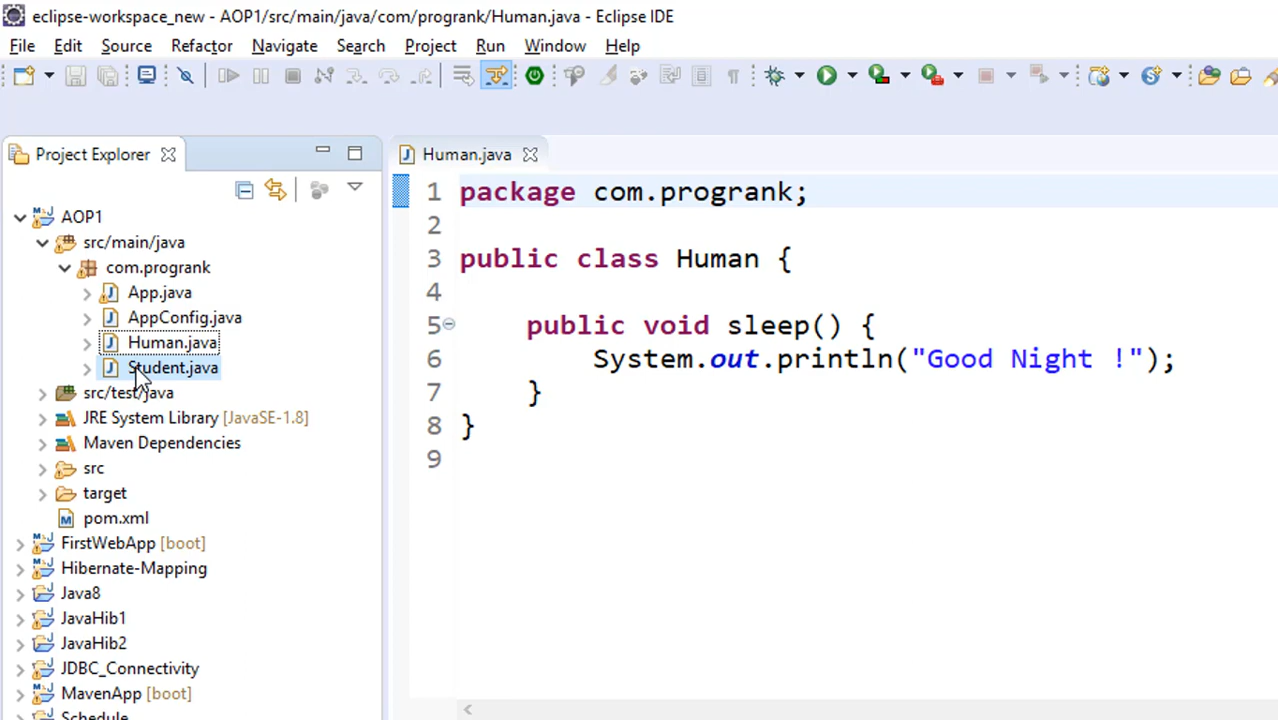 eclipse-workspace_new - AOP1/src/main/java/com/progrank/Human.java - Eclipse IDE
File Edit Source Refactor Navigate Search Project Run Window Help
Project Explorer
Human.java
AOP1
src/main/java
com.progrank
App.java
AppConfig.java
Human.java
Student.java
src/test/java
JRE System Library [JavaSE-1.8]
Maven Dependencies
src
target
pom.xml
FirstWebApp [boot]
Hibernate-Mapping
Java8
JavaHib1
JavaHib2
JDBC_Connectivity
MavenApp [boot]
Schedule
1 package com.progrank;
2
3 public class Human {
4
5 public void sleep() {
6 System.out.println("Good Night !");
7 }
8 }
9